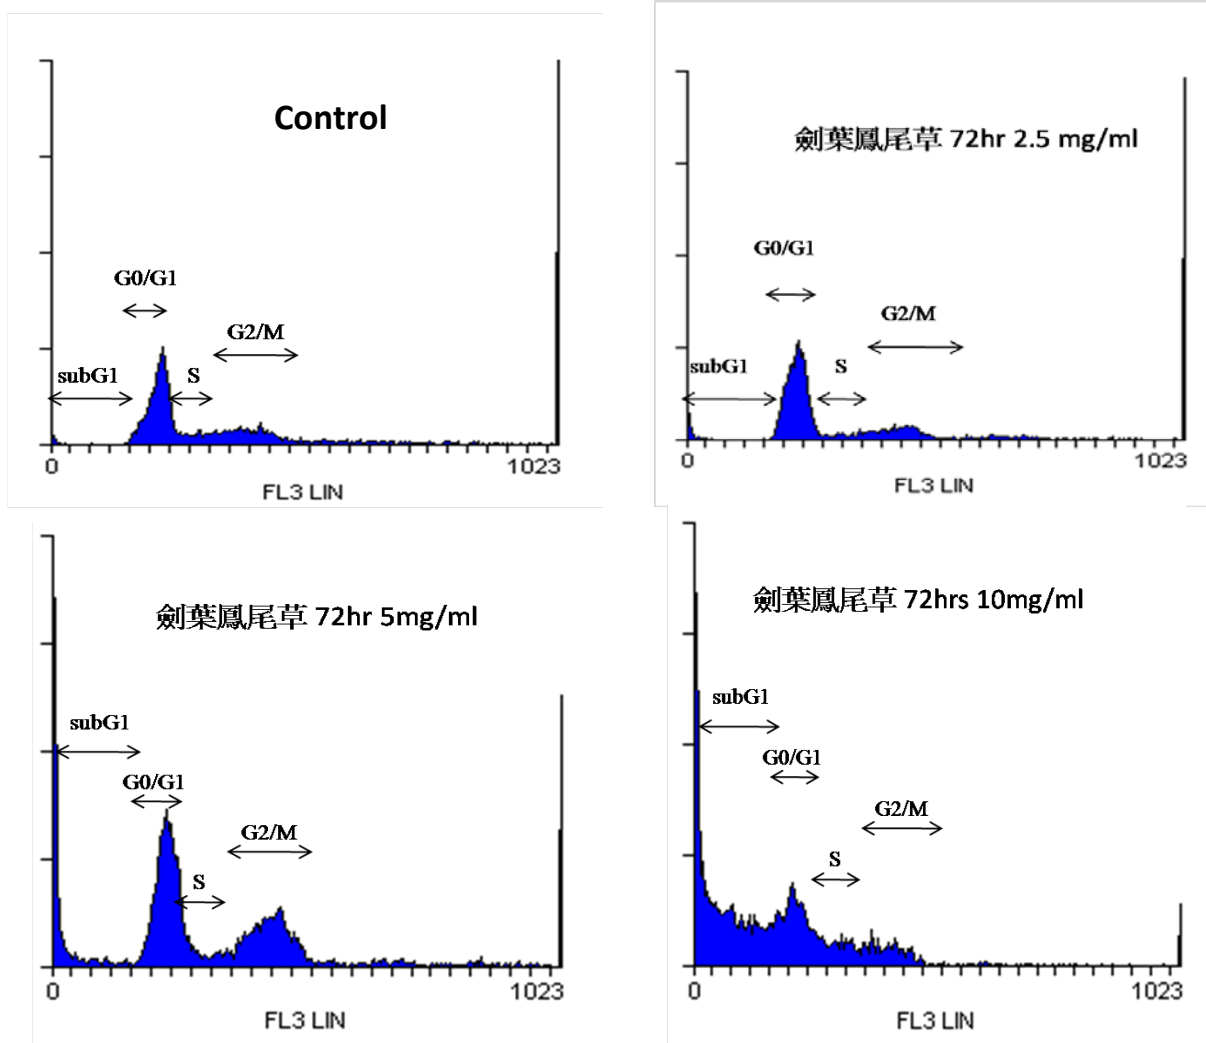 Control
G0/G1
G2/M
subG1
S
0
1023
FL3 LIN
劍葉鳳尾草 72hr 2.5 mg/ml
G0/G1
G2/M
subG1
S
0
1023
FL3 LIN
劍葉鳳尾草 72hr 5mg/ml
subG1
G0/G1
G2/M
S
0
1023
FL3 LIN
劍葉鳳尾草 72hrs 10mg/ml
subG1
G0/G1
G2/M
S
0
1023
FL3 LIN